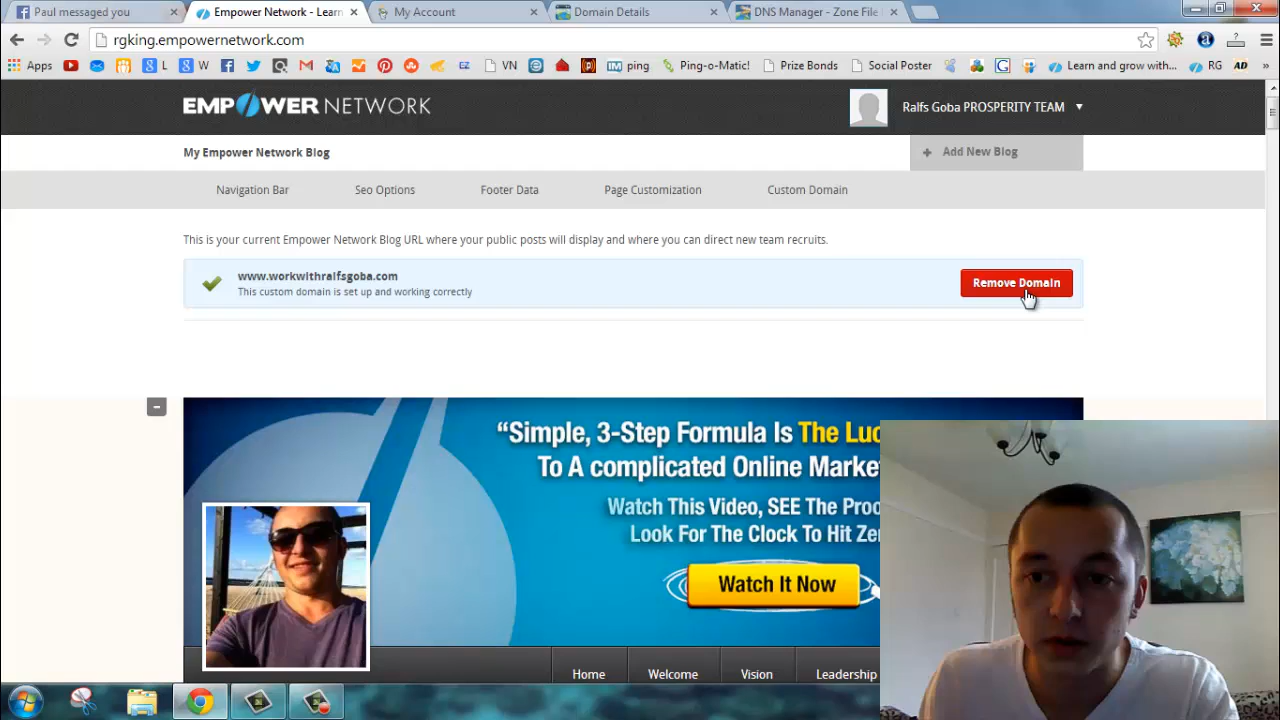 Paul messaged you
Empower Network - Learn
My Account
Domain Details
DNS Manager - Zone File
rgking.empowernetwork.com
Apps
L
W
VN
ping
Ping-o-Matic!
Prize Bonds
Social Poster
Learn and grow with...
RG
AD
»
EMPOWER NETWORK
Ralfs Goba PROSPERITY TEAM
My Empower Network Blog
+ Add New Blog
Navigation Bar
Seo Options
Footer Data
Page Customization
Custom Domain
This is your current Empower Network Blog URL where your public posts will display and where you can direct new team recruits.
www.workwithralfsgoba.com
This custom domain is set up and working correctly
Remove Domain
“Simple, 3-Step Formula Is The Luc
To A complicated Online Marke
Watch This Video, SEE The Proo
Look For The Clock To Hit Ze
Watch It Now
Home
Welcome
Vision
Leadership